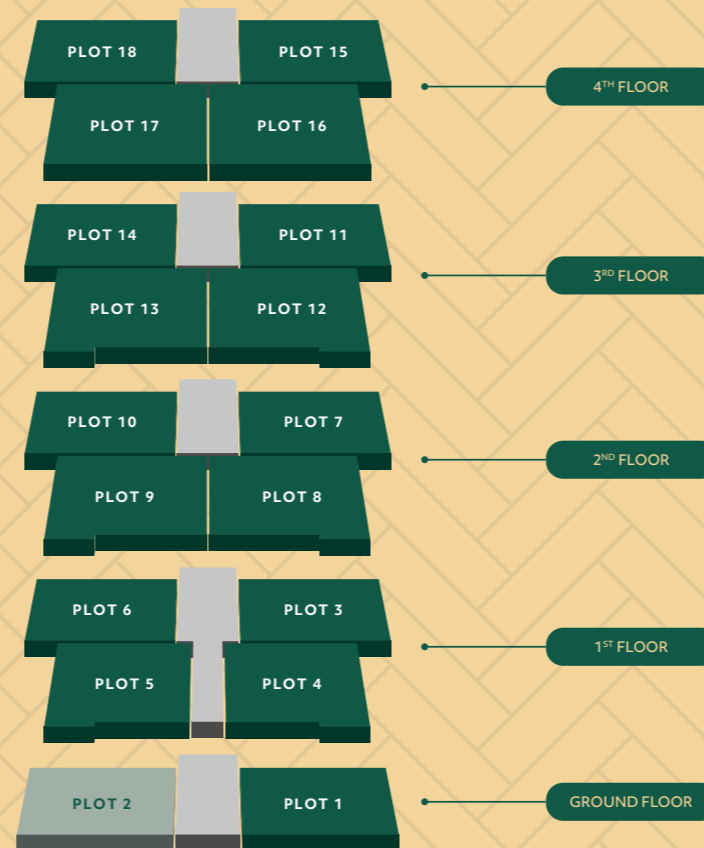 PLOT 18
PLOT 15
4TH FLOOR
PLOT 17
PLOT 16
PLOT 14
PLOT 11
3RD FLOOR
PLOT 13
PLOT 12
PLOT 10
PLOT 7
2ND FLOOR
PLOT 9
PLOT 8
PLOT 6
PLOT 3
1ST FLOOR
PLOT 5
PLOT 4
PLOT 2
PLOT 1
GROUND FLOOR